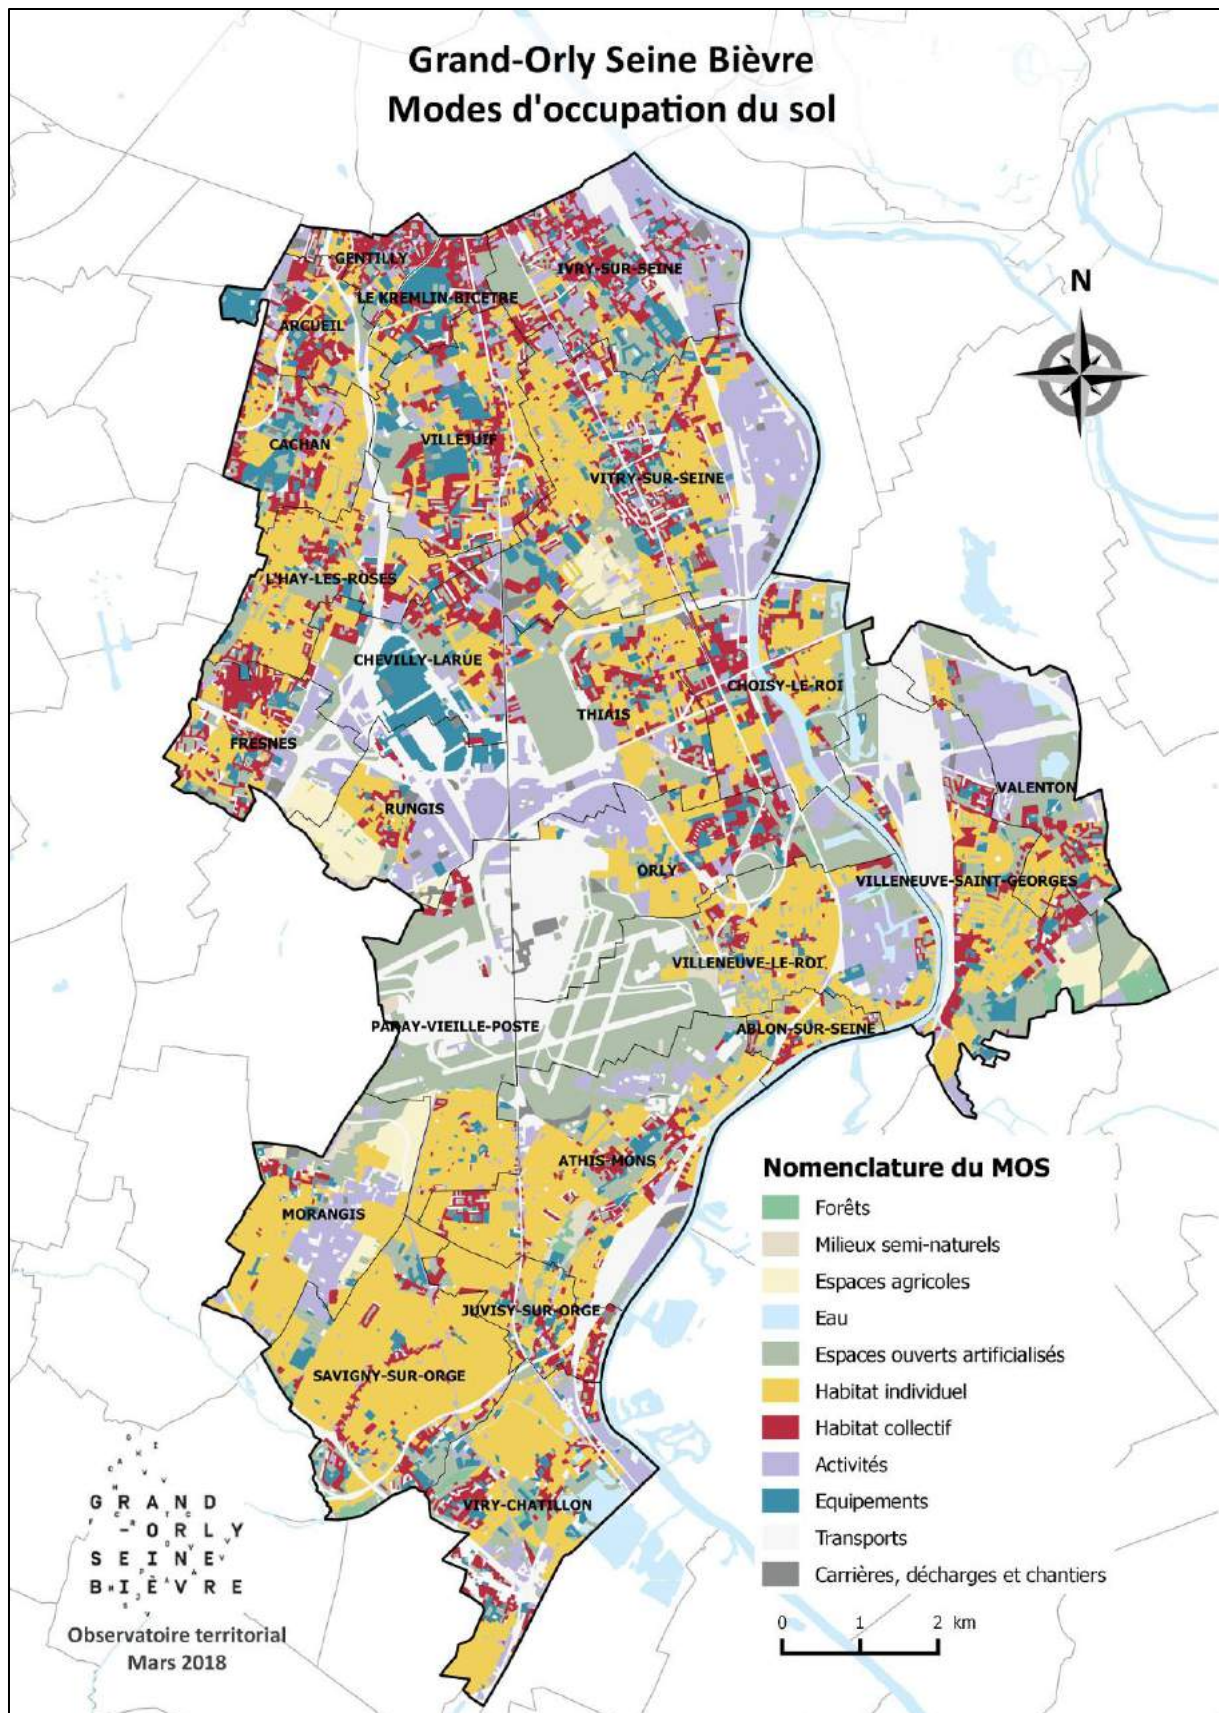 Grand-Orly Seine Bièvre
Modes d'occupation du sol
GENTILLY
IVRY-SUR-SEINE
LE KREMLIN-BICETRE
ARCUEIL
N
CACHAN
VILLEJUIF
VITRY-SUR-SEINE
L'HAY-LES-ROSES
CHEVILLY-LARUE
CHOISY-LE-ROI
THIAIS
FRESNES
VALENTON
RUNGIS
ORLY
VILLENEUVE-SAINT-GEORGES
VILLENEUVE-LE-ROI
PARAY-VIEILLE-POSTE
ABLON-SUR-SEINE
ATHIS-MONS
MORANGIS
JUVISY-SUR-ORGE
SAVIGNY-SUR-ORGE
VIRY-CHATILLON
Nomenclature du MOS
Forêts
Milieux semi-naturels
Espaces agricoles
Eau
Espaces ouverts artificialisés
Habitat individuel
Habitat collectif
Activités
Equipements
Transports
Carrières, décharges et chantiers
0 1 2 km
GRAND
-ORLY
SEINE
BIÈVRE
Observatoire territorial
Mars 2018